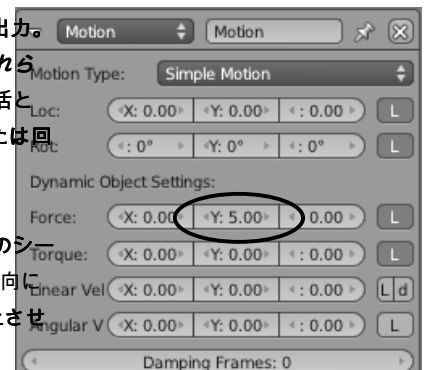 出力。
Motion Motion
れら
Motion Type: Simple Motion
括と
Loc: X: 0.00 Y: 0.00 : 0.00 L
は回
Rot: : 0° Y: 0° : 0° L
Dynamic Object Settings:
Force: X: 0.00 Y: 5.00 : 0.00 L
のシー
Torque: X: 0.00 Y: 0.00 : 0.00 L
向に
Linear Vel X: 0.00 Y: 0.00 : 0.00 L d
させ
Angular V X: 0.00 Y: 0.00 : 0.00 L
Damping Frames: 0